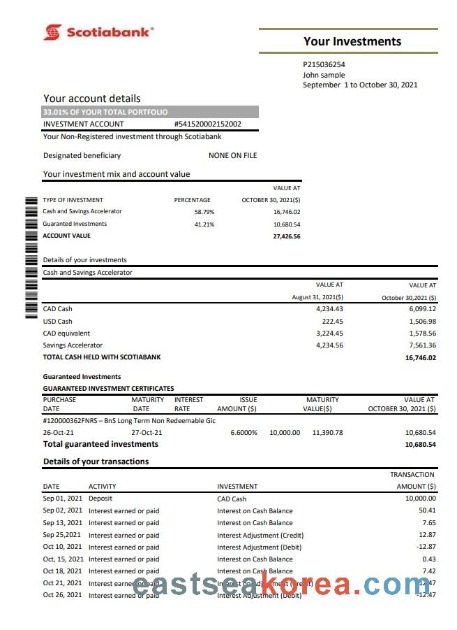 Scotiabank
Your Investments
P215036254
John sample
September 1 to October 30, 2021
Your account details
33.01% OF YOUR TOTAL PORTFOLIO
INVESTMENT ACCOUNT #541520002152002
Your Non-Registered investment through Scotiabank
Designated beneficiary NONE ON FILE
Your investment mix and account value
VALUE AT
TYPE OF INVESTMENT PERCENTAGE OCTOBER 30, 2021($)
Cash and Savings Accelerator 58.79% 16,746.02
Guaranted Investments 41.21% 10,680.54
ACCOUNT VALUE 27,426.56
Details of your investments
Cash and Savings Accelerator
VALUE AT VALUE AT
August 31, 2021($) October 30,2021 ($)
CAD Cash 4,234.43 6,099.12
USD Cash 222.45 1,506.98
CAD equivalent 3,224.45 1,578.56
Savings Accelerator 4,234.56 7,561.36
TOTAL CASH HELD WITH SCOTIABANK 16,746.02
Guaranteed Investments
GUARANTEED INVESTMENT CERTIFICATES
PURCHASE MATURITY INTEREST ISSUE MATURITY VALUE AT
DATE DATE RATE AMOUNT ($) VALUE($) OCTOBER 30, 2021 ($)
#120000362FNRS – BnS Long Term Non Redeemable Gic
26-Oct-21 27-Oct-21 6.6000% 10,000.00 11,390.78 10,680.54
Total guaranteed investments 10,680.54
Details of your transactions
TRANSACTION
DATE ACTIVITY INVESTMENT AMOUNT ($)
Sep 01, 2021 Deposit CAD Cash 10,000.00
Sep 02, 2021 Interest earned or paid Interest on Cash Balance 50.41
Sep 13, 2021 Interest earned or paid Interest on Cash Balance 7.65
Sep 25,2021 Interest earned or paid Interest Adjustment (Credit) 12.87
Oct 10, 2021 Interest earned or paid Interest Adjustment (Debit) -12.87
Oct, 15, 2021 Interest earned or paid Interest on Cash Balance 0.43
Oct 18, 2021 Interest earned or paid Interest on Cash Balance 7.42
Oct 21, 2021 Interest earned or paid Interest
Oct 26, 2021 Interest earned or paid Interest Adjustment (Debit) -12.47
eastseakorea.com